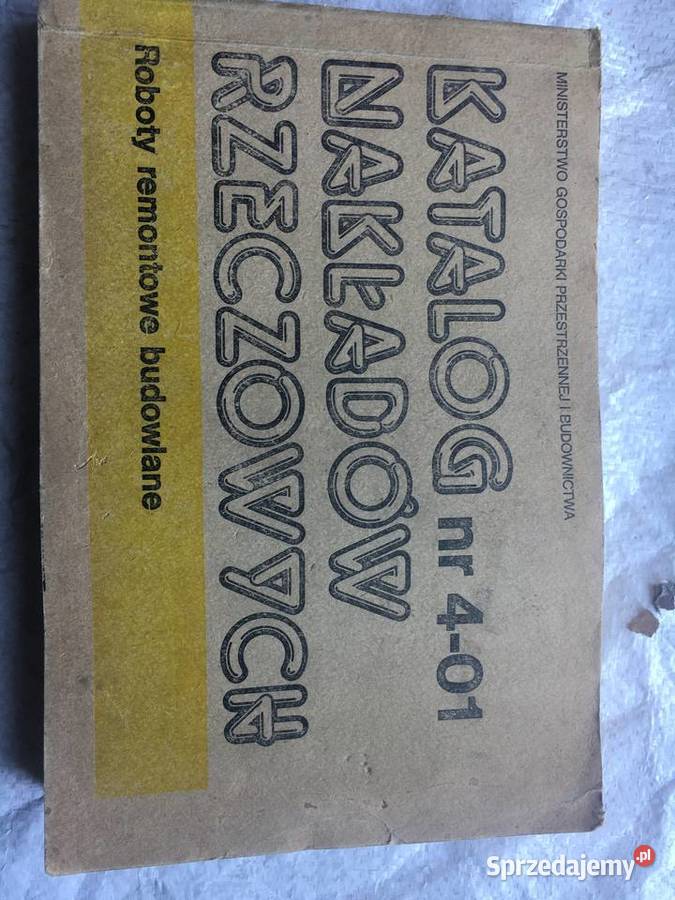 MINISTERSTWO GOSPODARKI PRZESTRZENNEJ I BUDOWNICTWA
KATALOG nr 4-01
NAKŁADÓW
RZECZOWYCH
Roboty remontowe budowlane
Sprzedajemy.pl